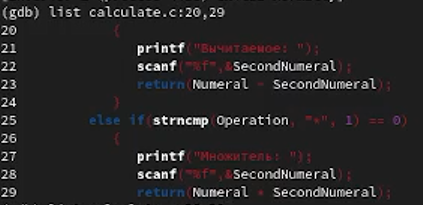 (gdb) list calculate.c:20,29
20 {
21 printf("Вычитаемое: ");
22 scanf("%f",&SecondNumeral);
23 return(Numeral - SecondNumeral);
24 }
25 else if(strncmp(Operation, "*", 1) == 0)
26 {
27 printf("Множитель: ");
28 scanf("%f",&SecondNumeral);
29 return(Numeral * SecondNumeral);